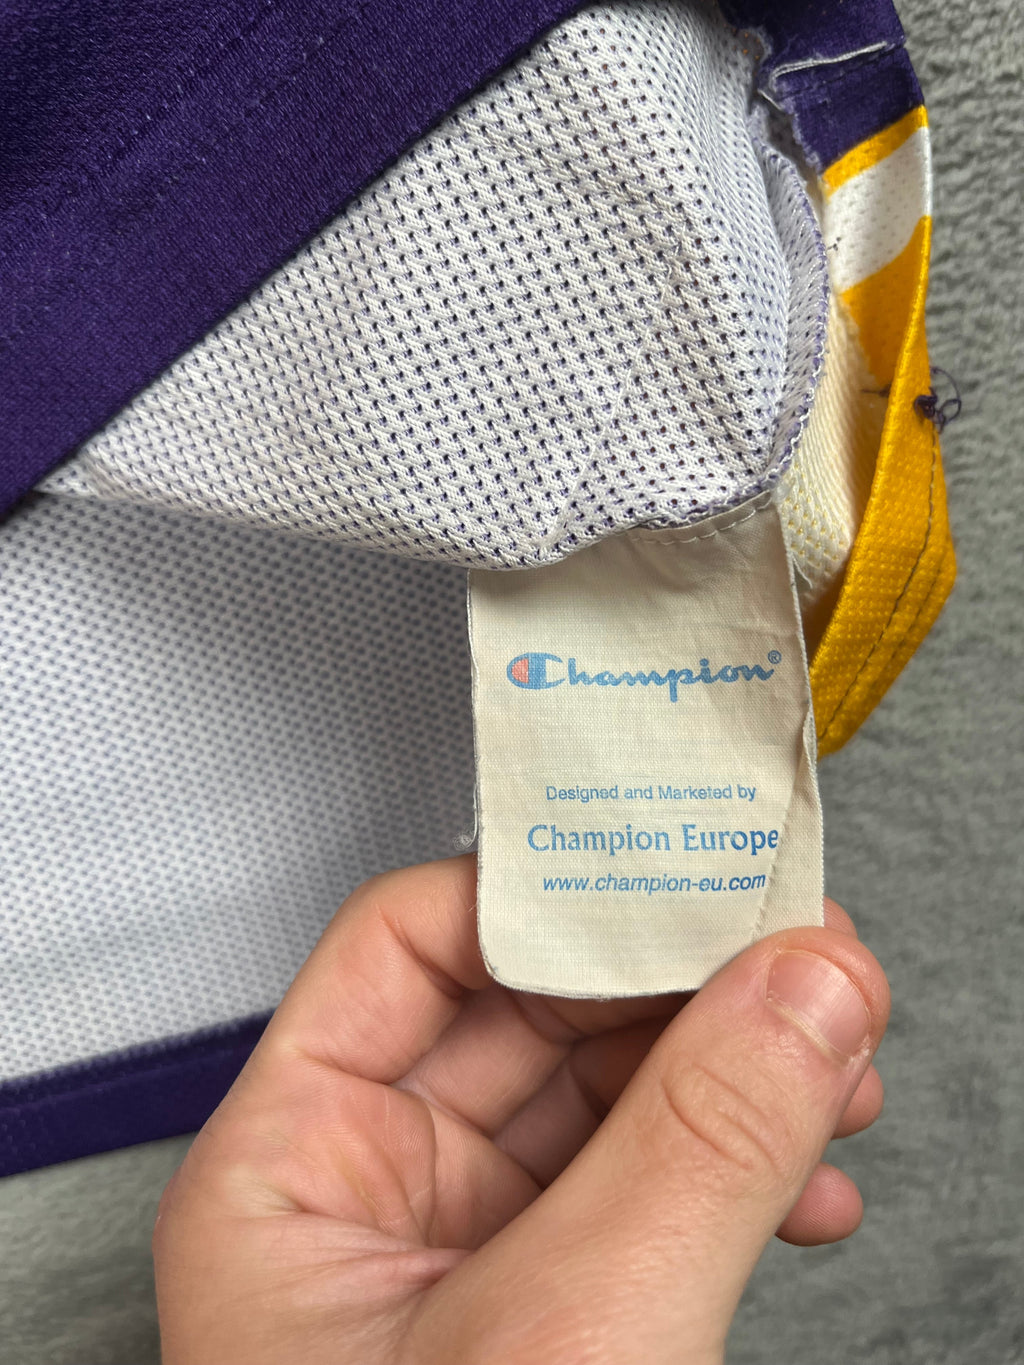 Champion®
Designed and Marketed by
Champion Europe
www.champion-eu.com